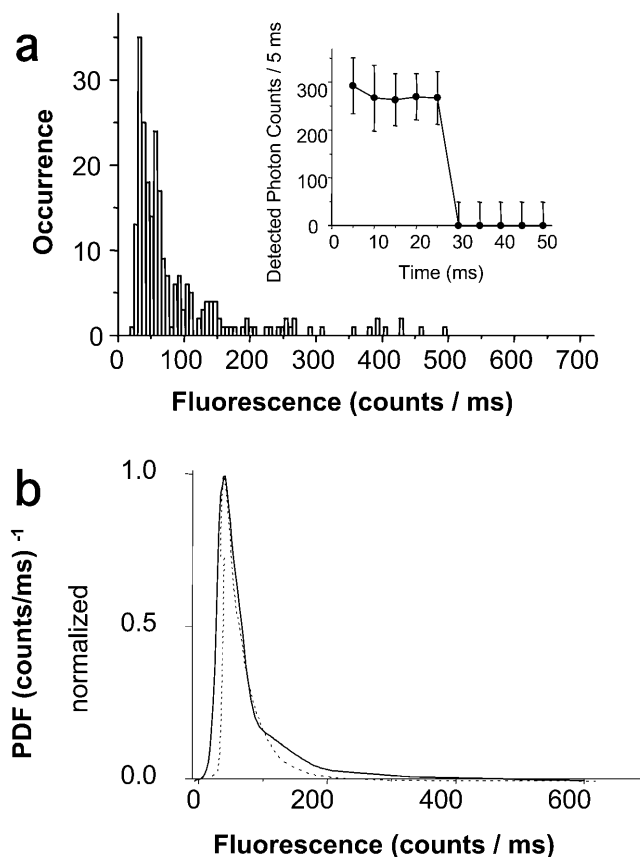 a
Occurrence
30
20
10
0
0 100 200 300 400 500 600 700
Fluorescence (counts / ms)
Detected Photon Counts / 5 ms
300
200
100
0
0 10 20 30 40 50
Time (ms)
b
PDF (counts/ms) -1
normalized
1.0
0.5
0.0
0 200 400 600
Fluorescence (counts / ms)